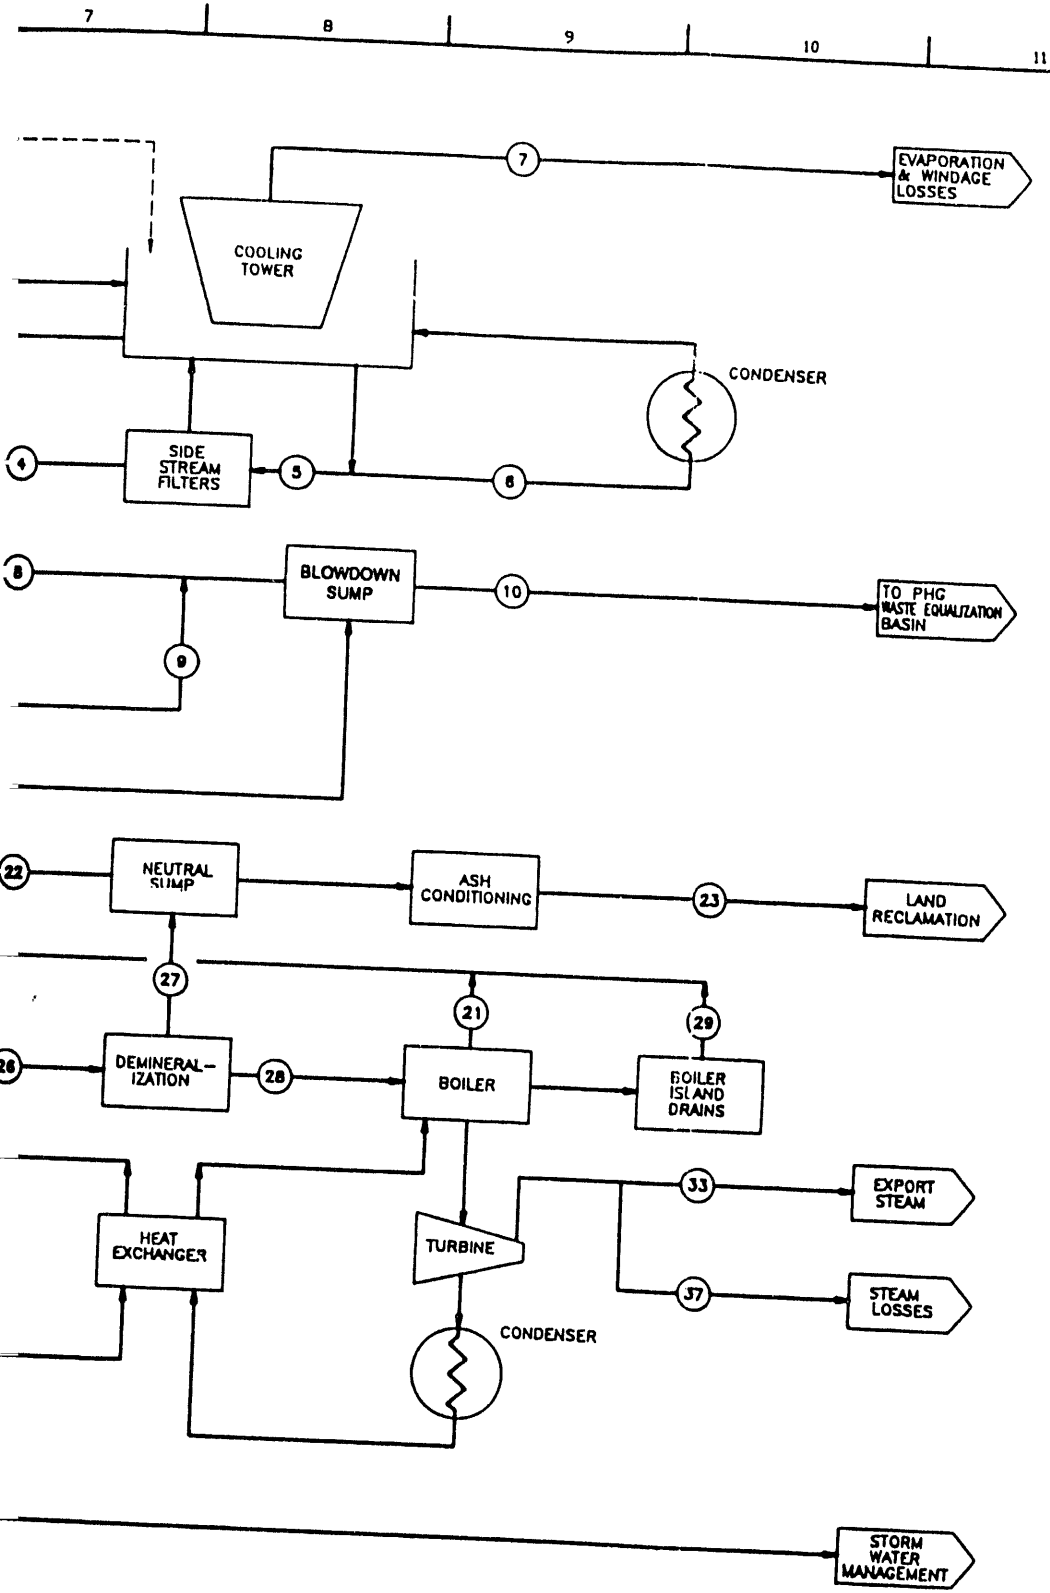 7
8
9
10
11
7
EVAPORATION
& WINDAGE
LOSSES
COOLING
TOWER
CONDENSER
4
SIDE
STREAM
FILTERS
5
6
8
BLOWDOWN
SUMP
10
TO PHG
WASTE EQUALIZATION
BASIN
9
22
NEUTRAL
SUMP
ASH
CONDITIONING
23
LAND
RECLAMATION
27
21
29
26
DEMINERAL-
IZATION
28
BOILER
BOILER
ISLAND
DRAINS
33
EXPORT
STEAM
HEAT
EXCHANGER
TURBINE
37
STEAM
LOSSES
CONDENSER
STORM
WATER
MANAGEMENT